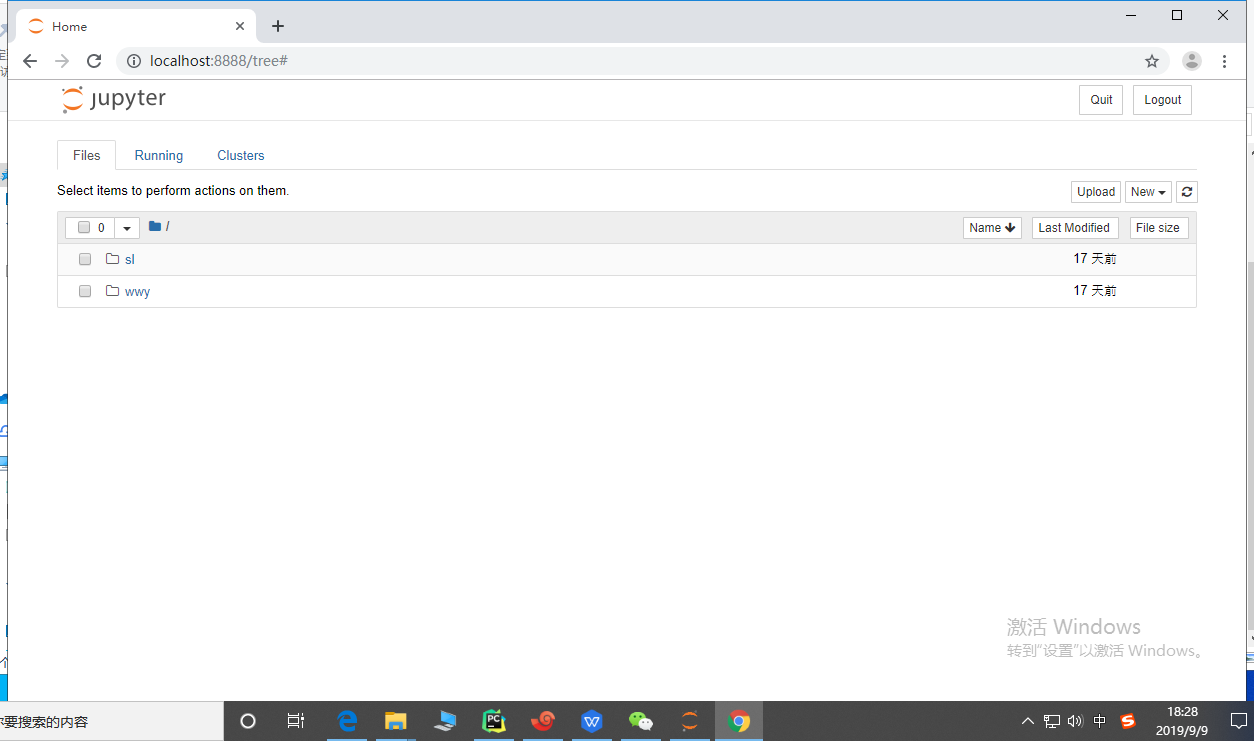 Home
localhost:8888/tree#
jupyter
Quit
Logout
Files
Running
Clusters
Select items to perform actions on them.
Upload
New
0
/
Name
Last Modified
File size
sl
17 天前
wwy
17 天前
激活 Windows
转到"设置"以激活 Windows。
要搜索的内容
PC
W
中
S
18:28
2019/9/9